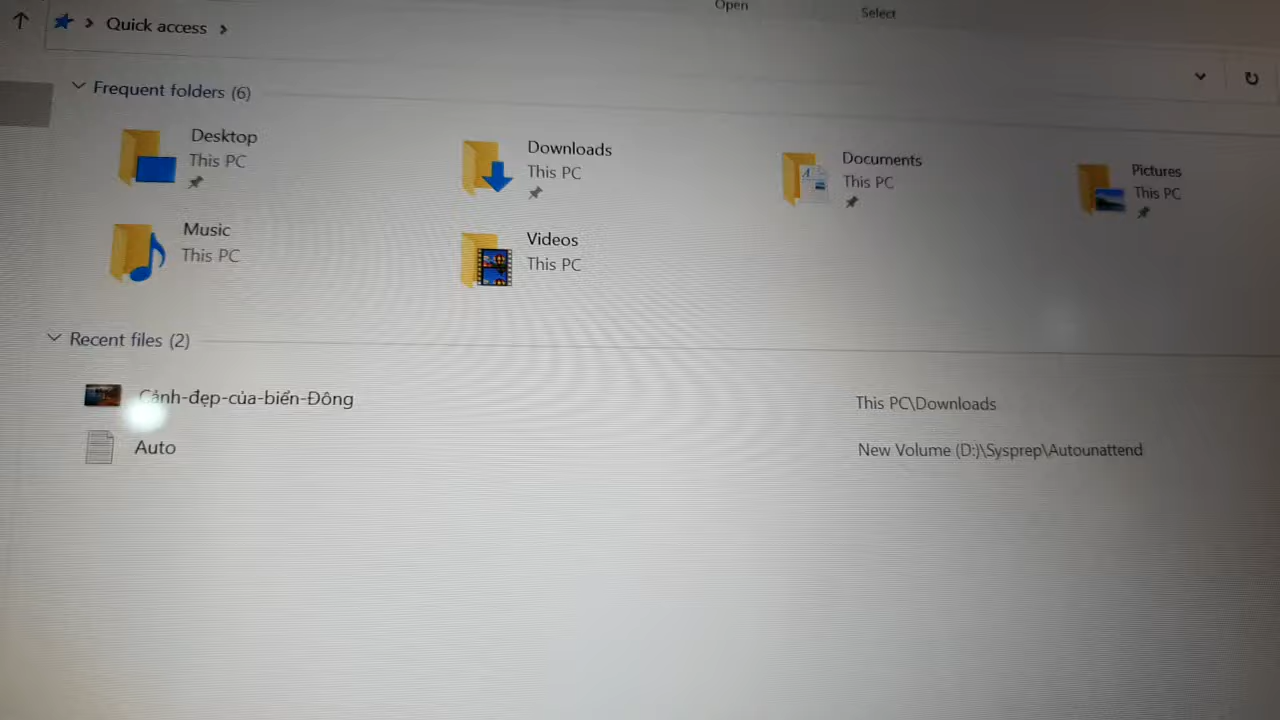 Open
Select
Quick access
Frequent folders (6)
Desktop
This PC
Downloads
This PC
Documents
This PC
Pictures
This PC
Music
This PC
Videos
This PC
Recent files (2)
Cảnh-đẹp-của-biển-Đông
This PC\Downloads
Auto
New Volume (D:)\Sysprep\Autounattend